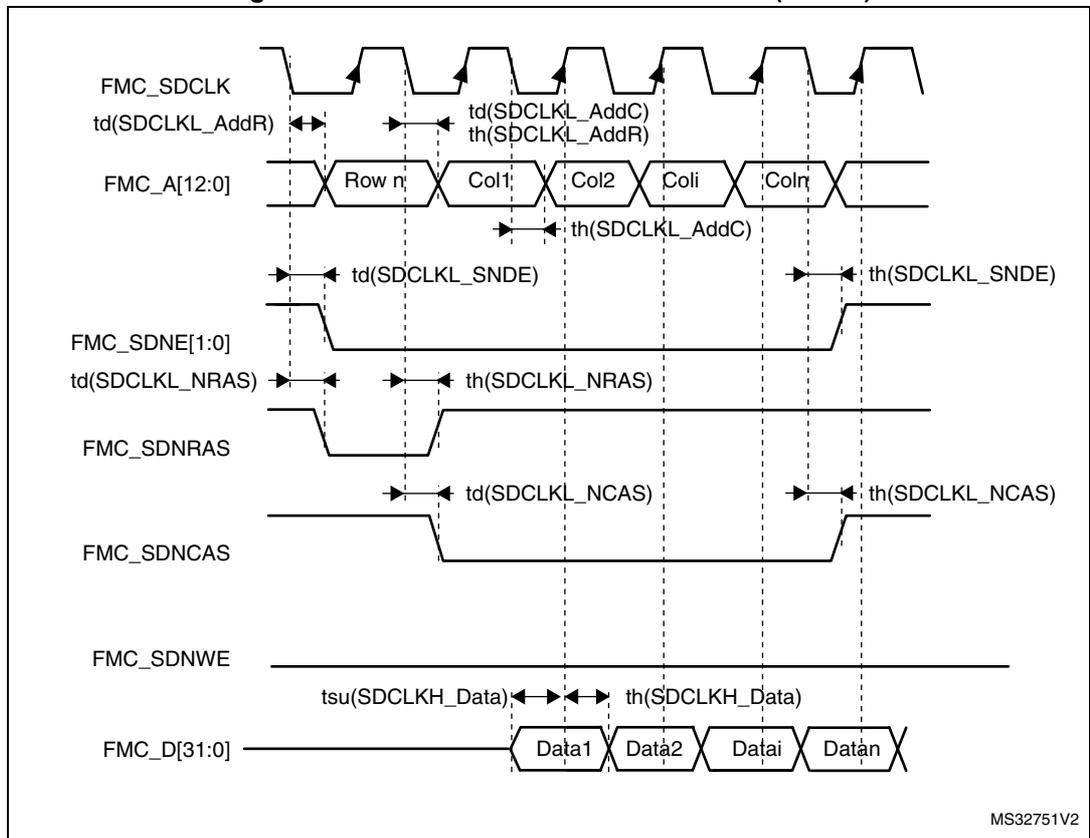 FMC_SDCLK
td(SDCLKL_AddR)
td(SDCLKL_AddC)
th(SDCLKL_AddR)
FMC_A[12:0]
Row n
Col1
Col2
Coli
Coln
th(SDCLKL_AddC)
td(SDCLKL_SNDE)
th(SDCLKL_SNDE)
FMC_SDNE[1:0]
td(SDCLKL_NRAS)
th(SDCLKL_NRAS)
FMC_SDNRAS
td(SDCLKL_NCAS)
th(SDCLKL_NCAS)
FMC_SDNCAS
FMC_SDNWE
tsu(SDCLKH_Data)
th(SDCLKH_Data)
FMC_D[31:0]
Data1
Data2
Datai
Datan
MS32751V2